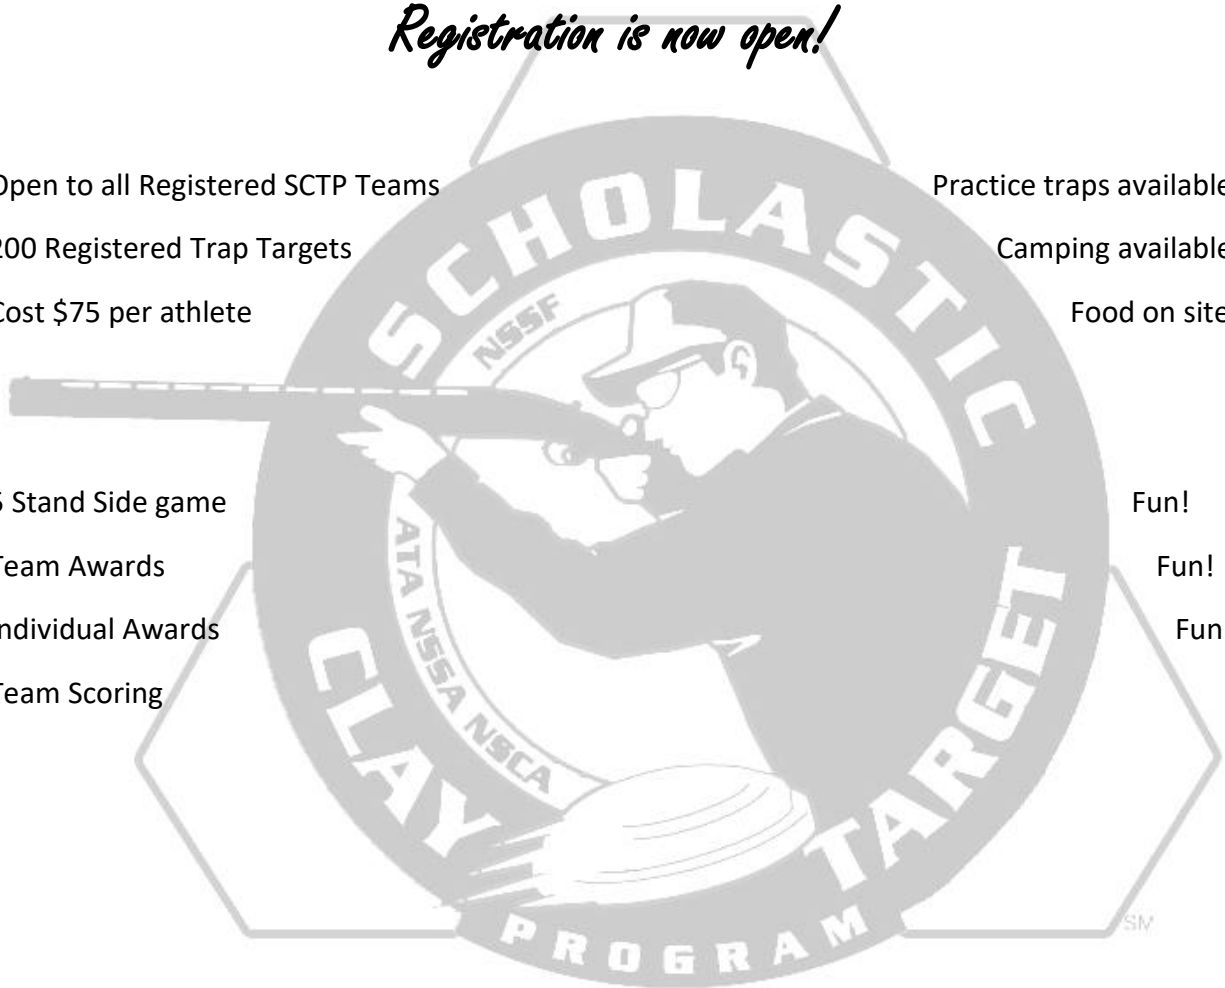 Registration is now open!
Open to all Registered SCTP Teams
Practice traps available
200 Registered Trap Targets
Camping available
Cost $75 per athlete
Food on site
5 Stand Side game
Fun!
Team Awards
Fun!
Individual Awards
Fun
Team Scoring
SCHOLASTIC
NSSF
ATA NSSA NSCA
CLAY TARGET
PROGRAM
SM